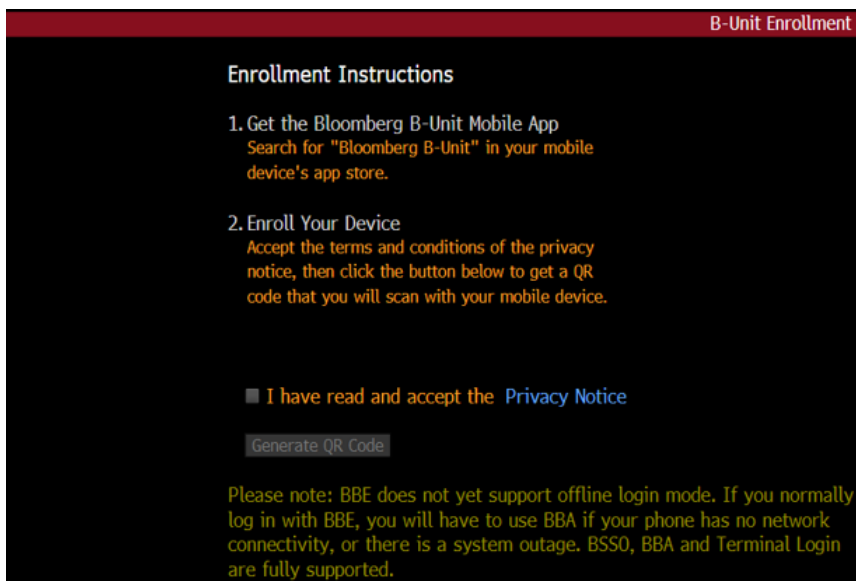 B-Unit Enrollment
Enrollment Instructions
1. Get the Bloomberg B-Unit Mobile App
Search for "Bloomberg B-Unit" in your mobile
device's app store.
2. Enroll Your Device
Accept the terms and conditions of the privacy
notice, then click the button below to get a QR
code that you will scan with your mobile device.
I have read and accept the Privacy Notice
Generate QR Code
Please note: BBE does not yet support offline login mode. If you normally
log in with BBE, you will have to use BBA if your phone has no network
connectivity, or there is a system outage. BSSO, BBA and Terminal Login
are fully supported.